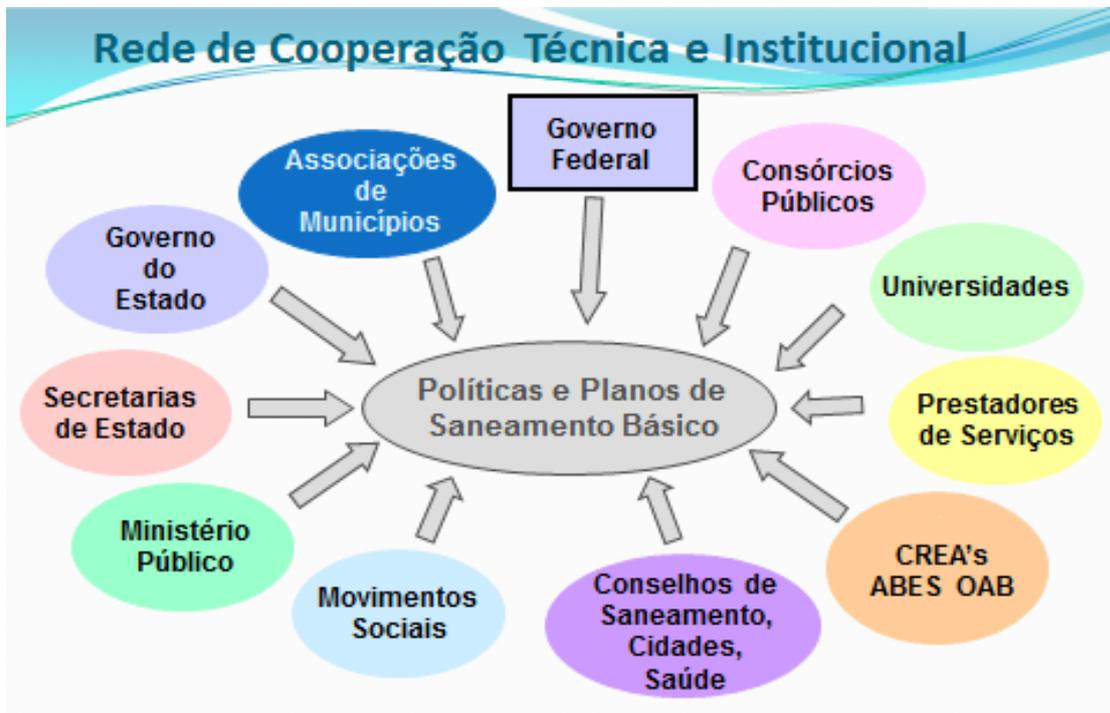 Rede de Cooperação Técnica e Institucional
Governo
Federal
Associações
de
Municípios
Consórcios
Públicos
Governo
do
Estado
Universidades
Secretarias
de Estado
Políticas e Planos de
Saneamento Básico
Prestadores
de Serviços
Ministério
Público
Movimentos
Sociais
Conselhos de
Saneamento,
Cidades,
Saúde
CREA's
ABES OAB